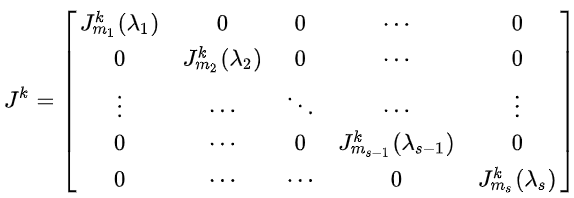 J^k = \begin{bmatrix} J_{m_1}^k(\lambda_1) & 0 & 0 & \cdots & 0 \\
0 & J_{m_2}^k(\lambda_2) & 0 & \cdots & 0 \\
\vdots & \cdots & \ddots & \cdots & \vdots \\
0 & \cdots & 0 & J_{m_{s-1}}^k(\lambda_{s-1}) & 0 \\
0 & \cdots & \cdots & 0 & J_{m_s}^k(\lambda_s) \end{bmatrix}